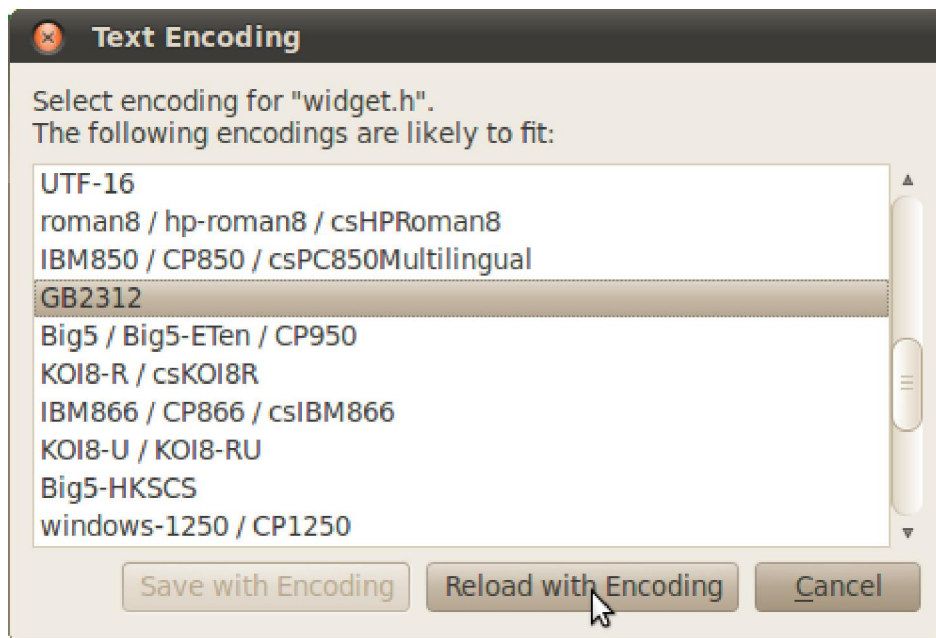 Text Encoding
Select encoding for "widget.h".
The following encodings are likely to fit:
UTF-16
roman8 / hp-roman8 / csHPRoman8
IBM850 / CP850 / csPC850Multilingual
GB2312
Big5 / Big5-ETen / CP950
KOI8-R / csKOI8R
IBM866 / CP866 / csIBM866
KOI8-U / KOI8-RU
Big5-HKSCS
windows-1250 / CP1250
Save with Encoding Reload with Encoding Cancel